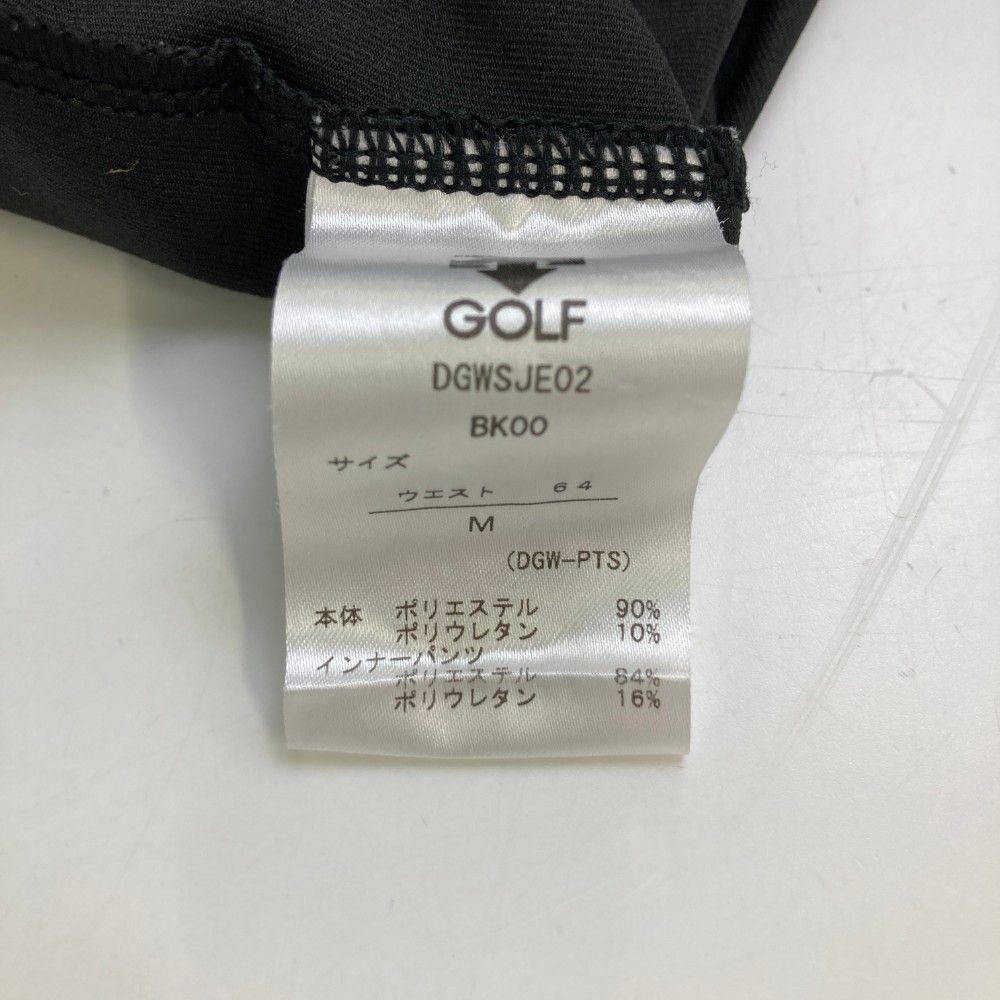 GOLF
DGWSJE02
BK00
サイズ
ウエスト 64
M
(DGW-PTS)
本体 ポリエステル 90%
ポリウレタン 10%
インナーパンツ
ポリエステル 84%
ポリウレタン 16%